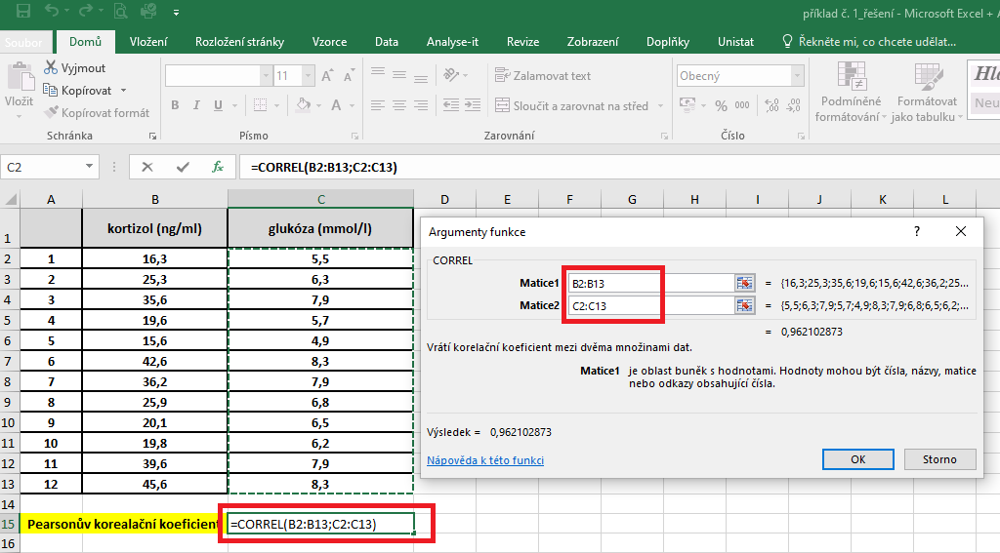 příklad č. 1_řešení - Microsoft Excel + A
Soubor Domů Vložení Rozložení stránky Vzorce Data Analyse-it Revize Zobrazení Doplňky Unistat Řekněte mi, co chcete udělat...
Vložit
Vyjmout
Kopírovat
Kopírovat formát
Schránka
11 A A
B I U A
Písmo
Zalamovat text
Sloučit a zarovnat na střed
Zarovnání
Obecný
% 000
Číslo
Podmíněné
formátování
Formátovat
jako tabulku
Neu
C2 fx =CORREL(B2:B13;C2:C13)
A B C D E F G H I J K L
1 kortizol (ng/ml) glukóza (mmol/l)
2 1 16,3 5,5
3 2 25,3 6,3
4 3 35,6 7,9
5 4 19,6 5,7
6 5 15,6 4,9
7 6 42,6 8,3
8 7 36,2 7,9
9 8 25,9 6,8
10 9 20,1 6,5
11 10 19,8 6,2
12 11 39,6 7,9
13 12 45,6 8,3
14
15 Pearsonův korealační koeficient =CORREL(B2:B13;C2:C13)
16
Argumenty funkce ?
CORREL
Matice1 B2:B13 = {16,3;25,3;35,6;19,6;15,6;42,6;36,2;25...
Matice2 C2:C13 = {5,5;6,3;7,9;5,7;4,9;8,3;7,9;6,8;6,5;6,2;...
= 0,962102873
Vrátí korelační koeficient mezi dvěma množinami dat.
Matice1 je oblast buněk s hodnotami. Hodnoty mohou být čísla, názvy, matice
nebo odkazy obsahující čísla.
Výsledek = 0,962102873
Nápověda k této funkci
OK Storno